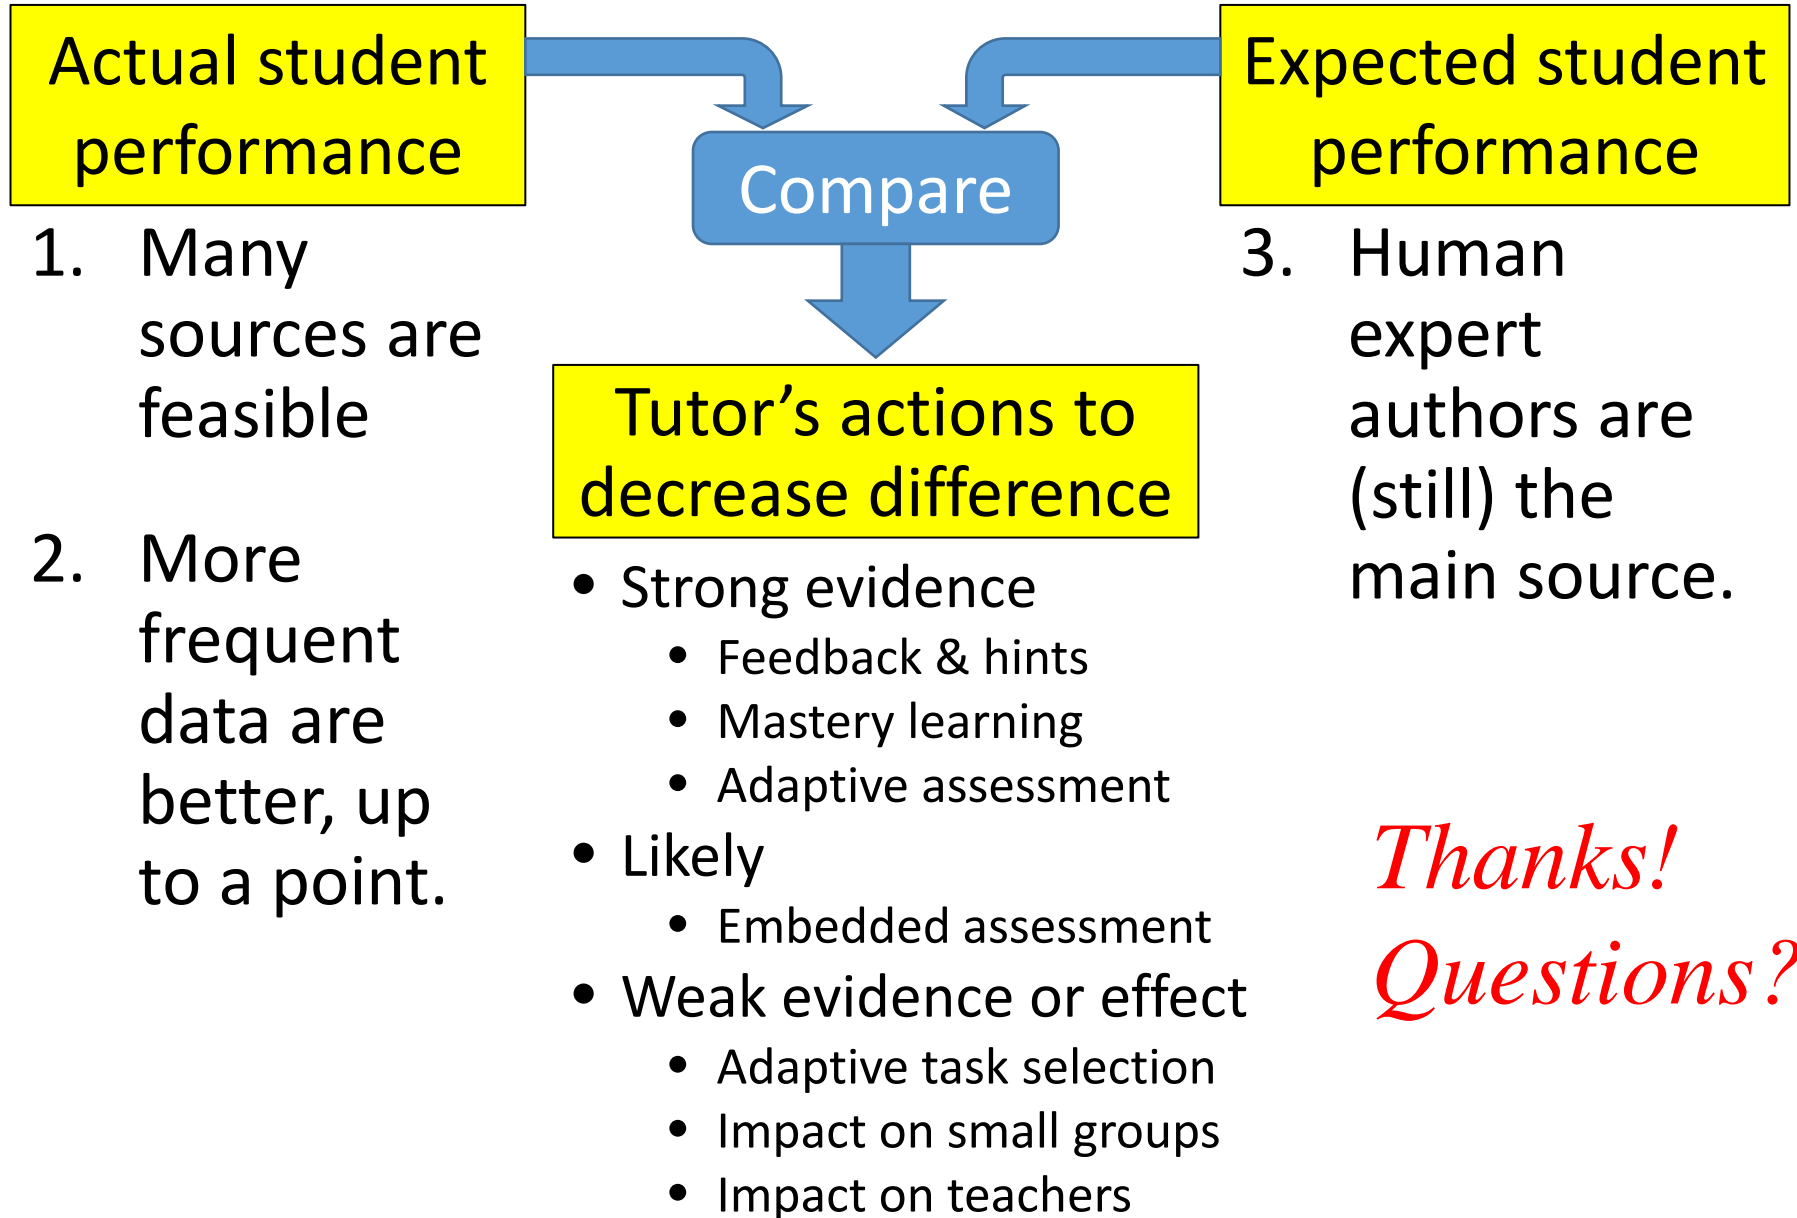 Actual student
performance
1. Many
sources are
feasible
2. More
frequent
data are
better, up
to a point.
Compare
Tutor’s actions to
decrease difference
• Strong evidence
• Feedback & hints
• Mastery learning
• Adaptive assessment
• Likely
• Embedded assessment
• Weak evidence or effect
• Adaptive task selection
• Impact on small groups
• Impact on teachers
Expected student
performance
3. Human
expert
authors are
(still) the
main source.
Thanks!
Questions?